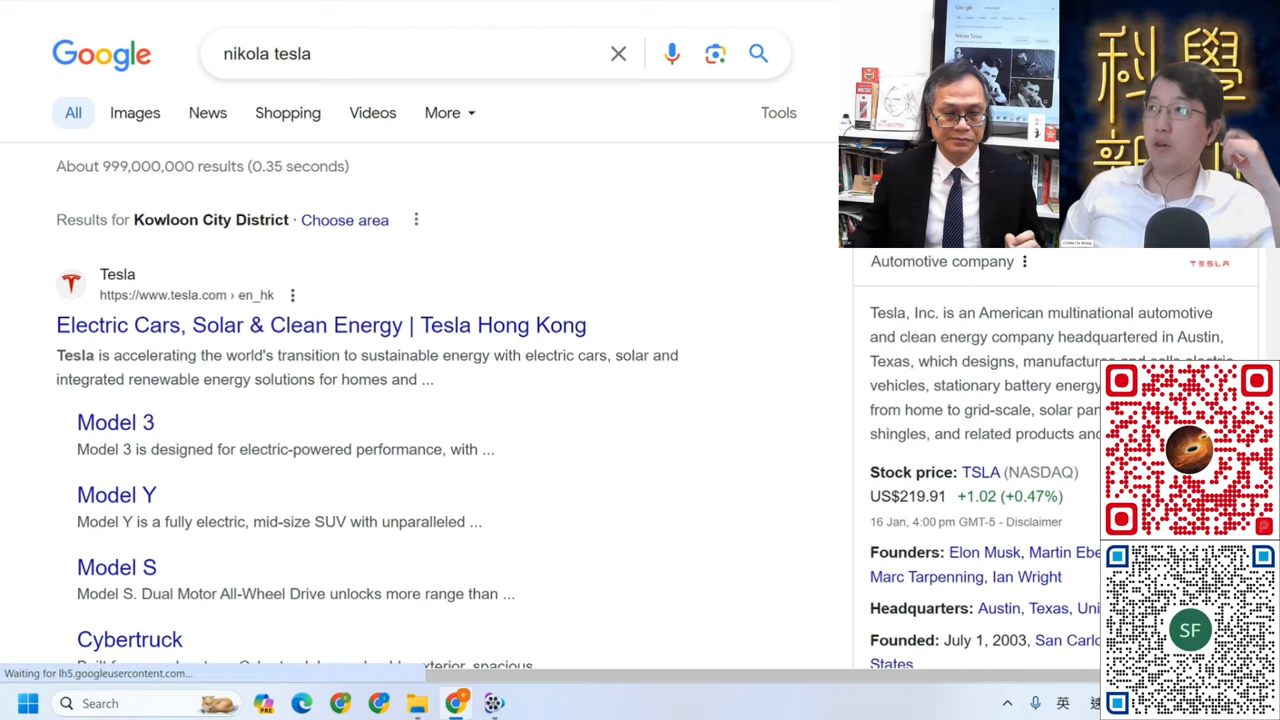 Google
nikola tesla
All
Images
News
Shopping
Videos
More
Tools
About 999,000,000 results (0.35 seconds)
Results for Kowloon City District · Choose area
Tesla
https://www.tesla.com › en_hk
Electric Cars, Solar & Clean Energy | Tesla Hong Kong
Tesla is accelerating the world's transition to sustainable energy with electric cars, solar and
integrated renewable energy solutions for homes and ...
Model 3
Model 3 is designed for electric-powered performance, with ...
Model Y
Model Y is a fully electric, mid-size SUV with unparalleled ...
Model S
Model S. Dual Motor All-Wheel Drive unlocks more range than ...
Cybertruck
科學
新
Automotive company
TESLA
Tesla, Inc. is an American multinational automotive
and clean energy company headquartered in Austin,
Texas, which designs, manufactures and sells electric
vehicles, stationary battery energy
from home to grid-scale, solar pan
shingles, and related products and
Stock price: TSLA (NASDAQ)
US$219.91 +1.02 (+0.47%)
16 Jan, 4:00 pm GMT-5 - Disclaimer
Founders: Elon Musk, Martin Ebe
Marc Tarpenning, Ian Wright
Headquarters: Austin, Texas, Uni
Founded: July 1, 2003, San Carlo
States
SF
Waiting for lh5.googleusercontent.com...
Search
英